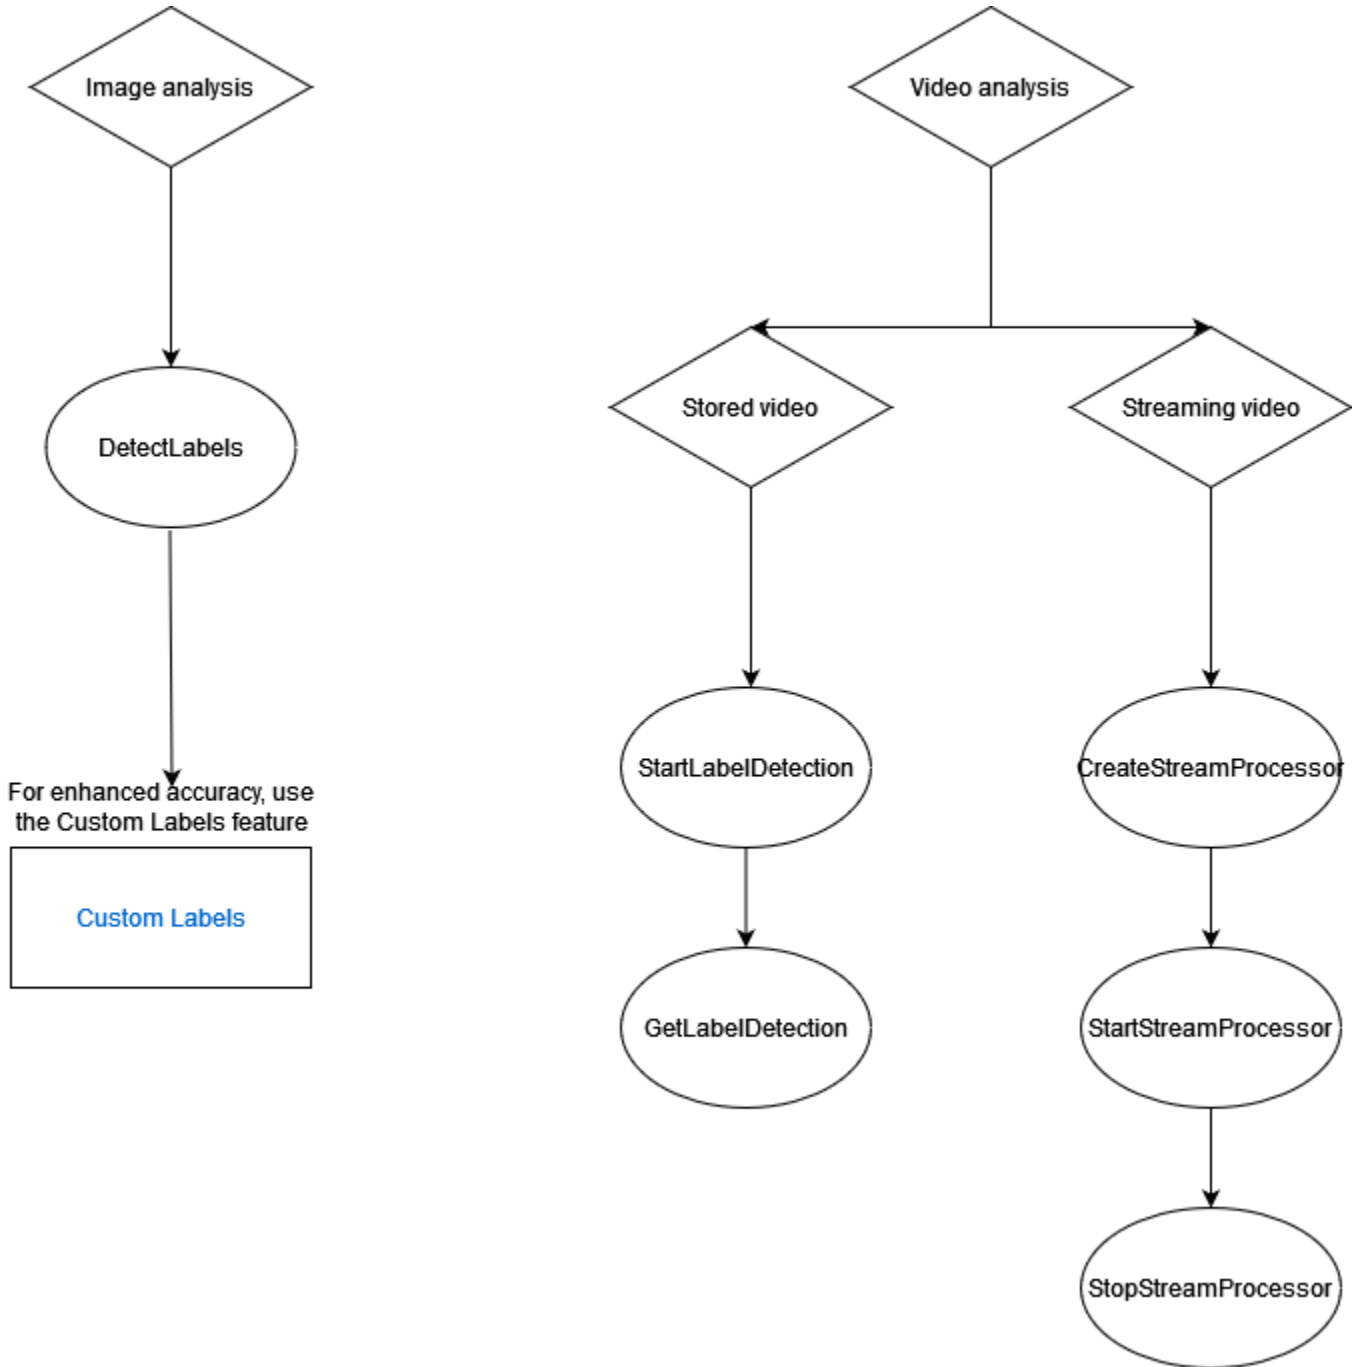 Image analysis
Video analysis
Stored video
Streaming video
DetectLabels
StartLabelDetection
CreateStreamProcessor
For enhanced accuracy, use
the Custom Labels feature
Custom Labels
GetLabelDetection
StartStreamProcessor
StopStreamProcessor